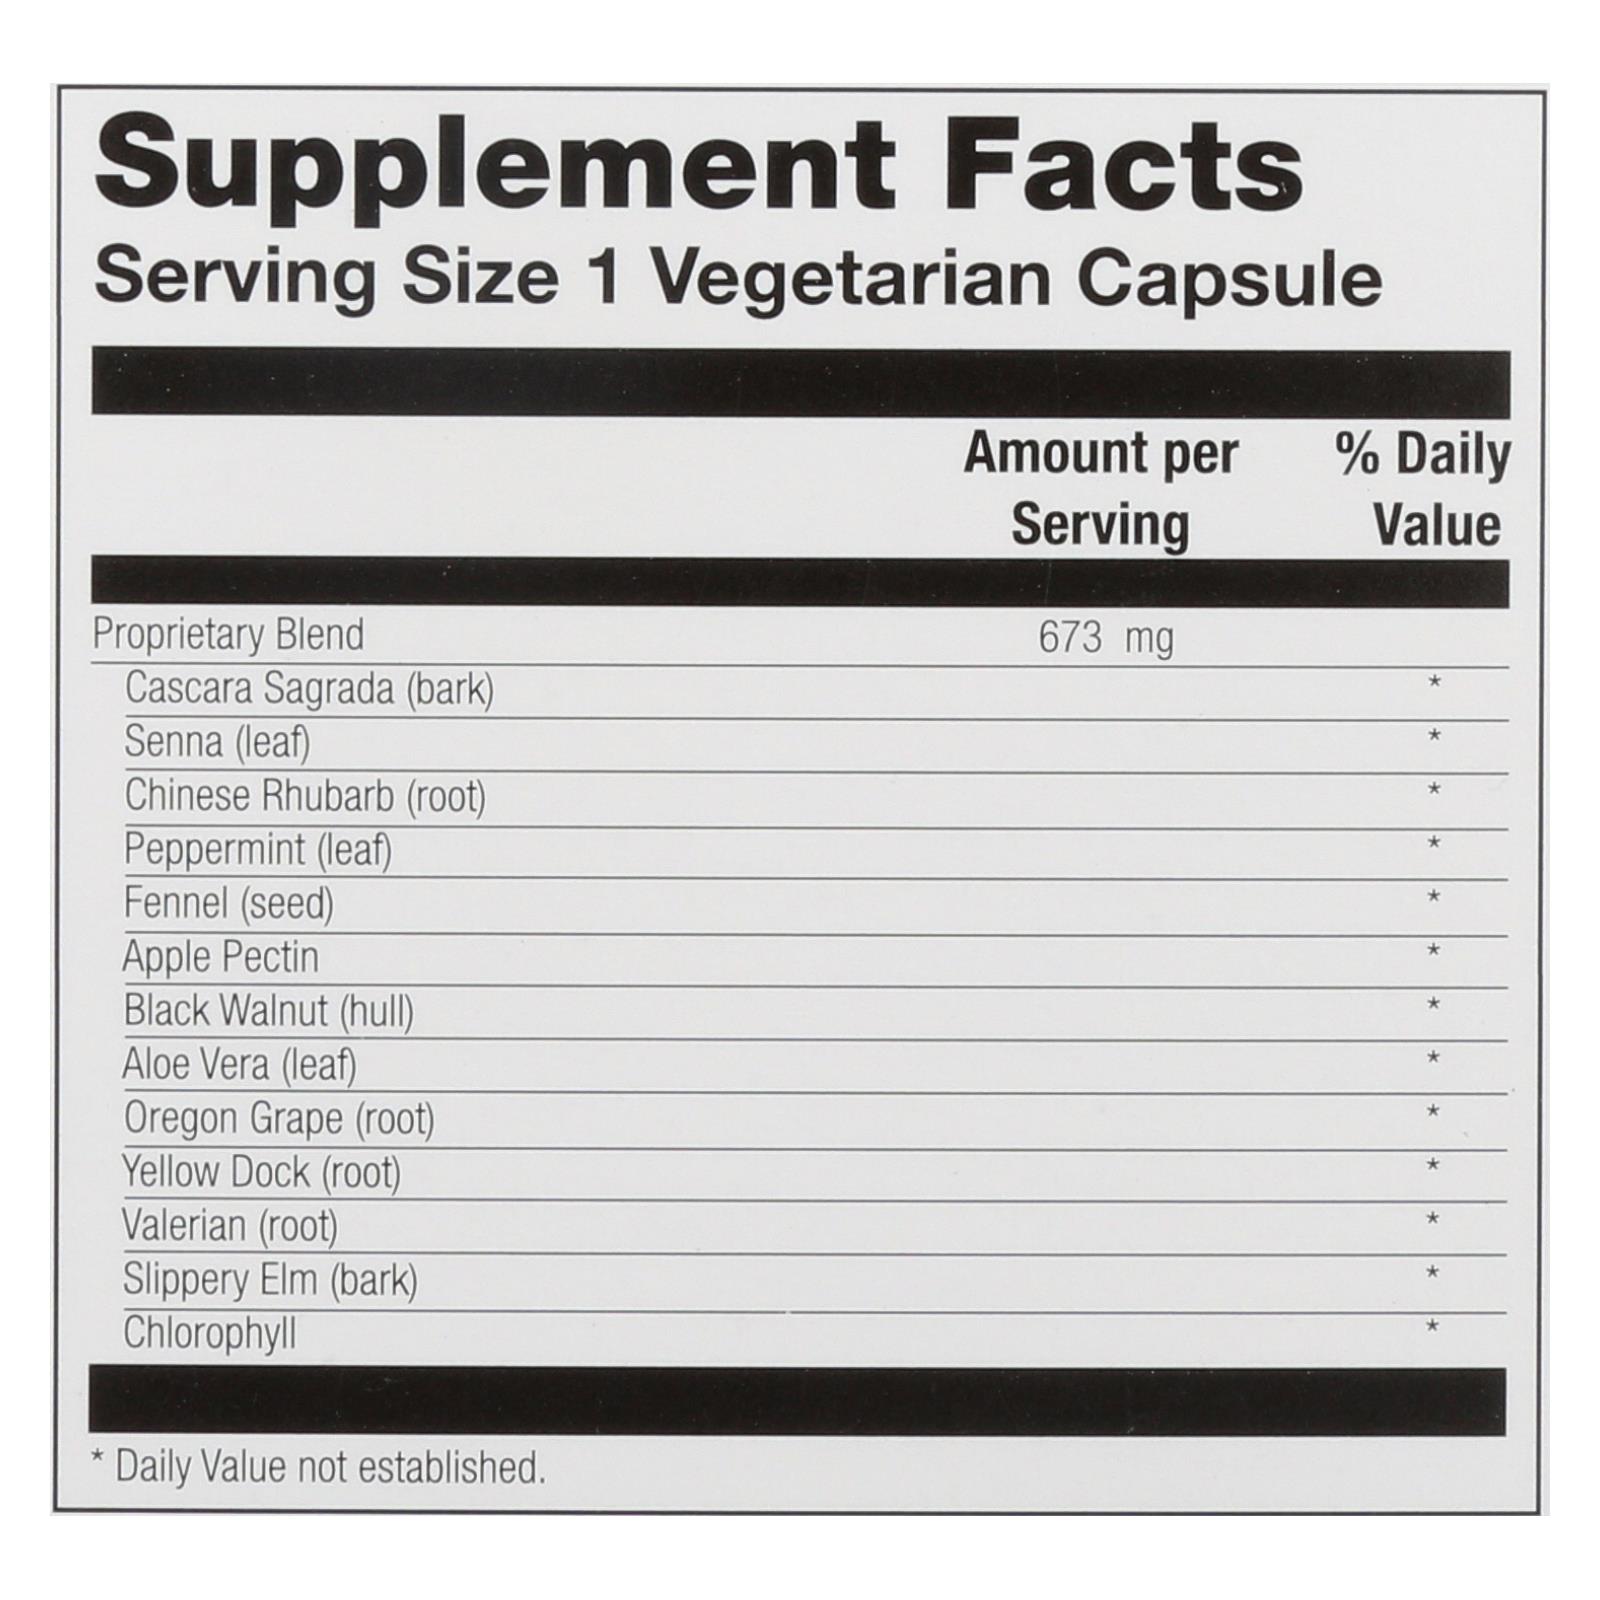 Supplement Facts
Serving Size 1 Vegetarian Capsule
Amount per % Daily
Serving Value
Proprietary Blend 673 mg
Cascara Sagrada (bark) *
Senna (leaf) *
Chinese Rhubarb (root) *
Peppermint (leaf) *
Fennel (seed) *
Apple Pectin *
Black Walnut (hull) *
Aloe Vera (leaf) *
Oregon Grape (root) *
Yellow Dock (root) *
Valerian (root) *
Slippery Elm (bark) *
Chlorophyll *
* Daily Value not established.